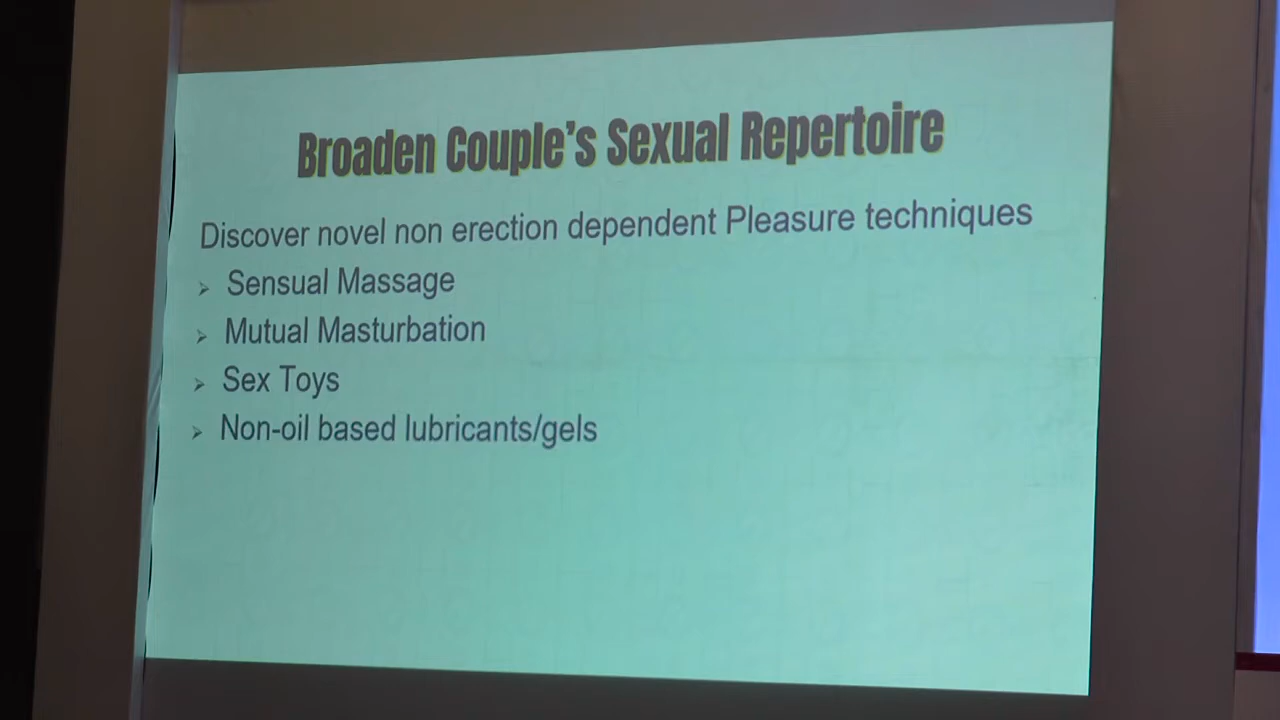 Broaden Couple's Sexual Repertoire
Discover novel non erection dependent Pleasure techniques
➢ Sensual Massage
➢ Mutual Masturbation
➢ Sex Toys
➢ Non-oil based lubricants/gels